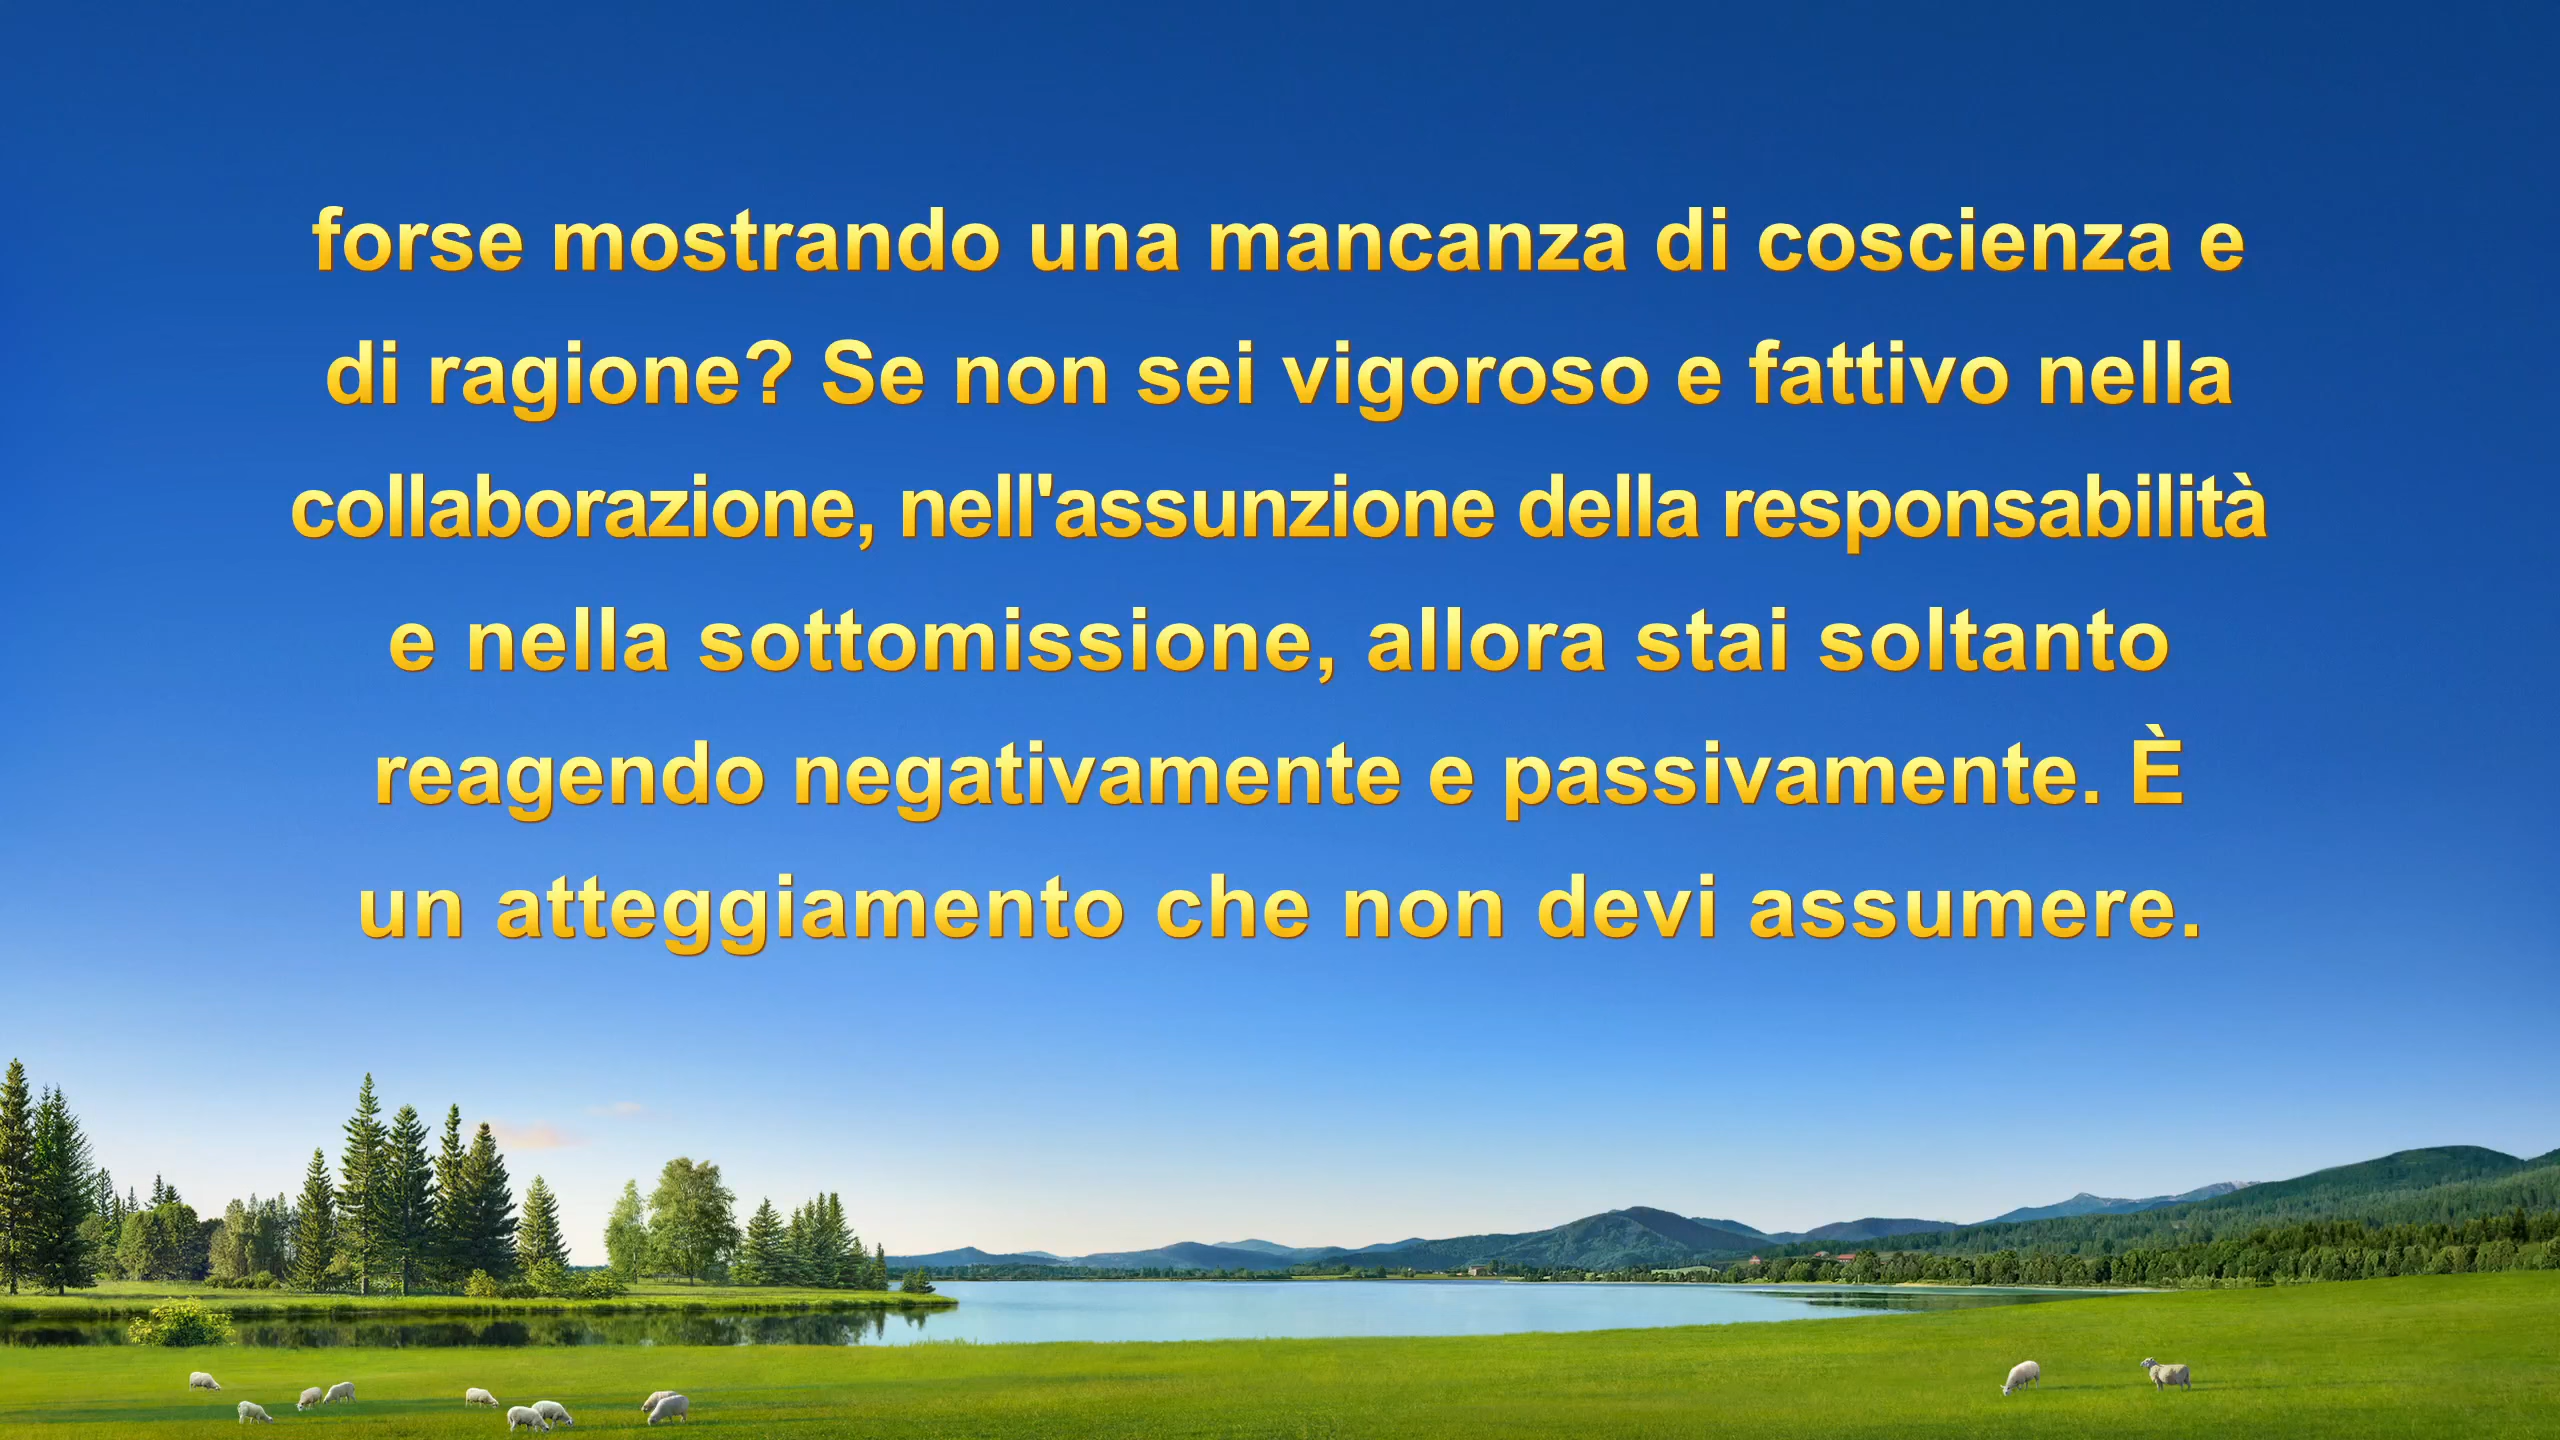 forse mostrando una mancanza di coscienza e
di ragione? Se non sei vigoroso e fattivo nella
collaborazione, nell'assunzione della responsabilità
e nella sottomissione, allora stai soltanto
reagendo negativamente e passivamente. È
un atteggiamento che non devi assumere.